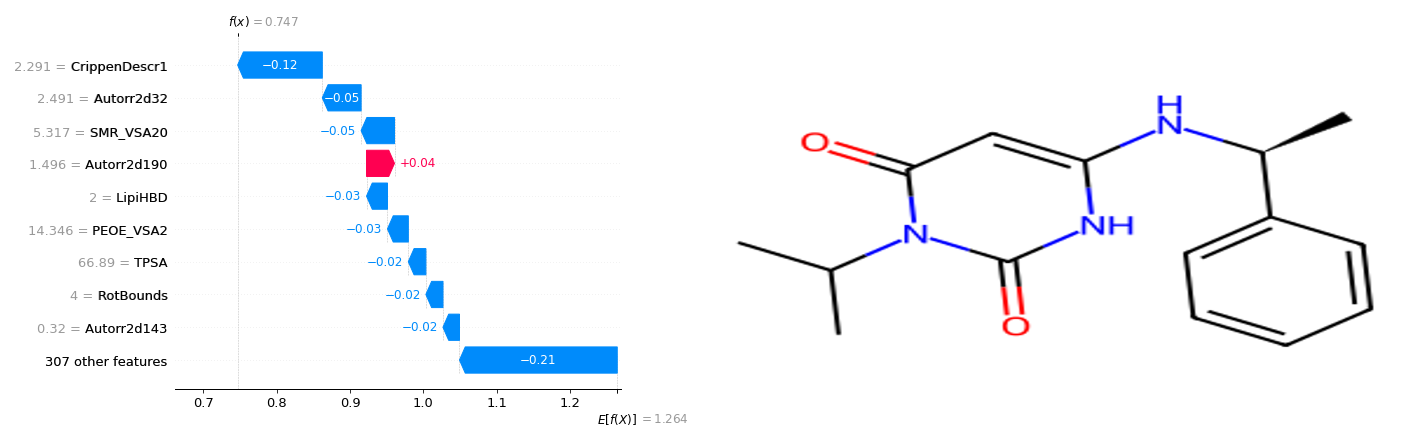 f(x) = 0.747
2.291 = CrippenDescr1
−0.12
2.491 = Autorr2d32
−0.05
5.317 = SMR_VSA20
−0.05
1.496 = Autorr2d190
+0.04
2 = LipiHBD
−0.03
14.346 = PEOE_VSA2
−0.03
66.89 = TPSA
−0.02
4 = RotBounds
−0.02
0.32 = Autorr2d143
−0.02
307 other features
−0.21
0.7 0.8 0.9 1.0 1.1 1.2
E[f(X)] = 1.264
H
N
O
N
NH
O